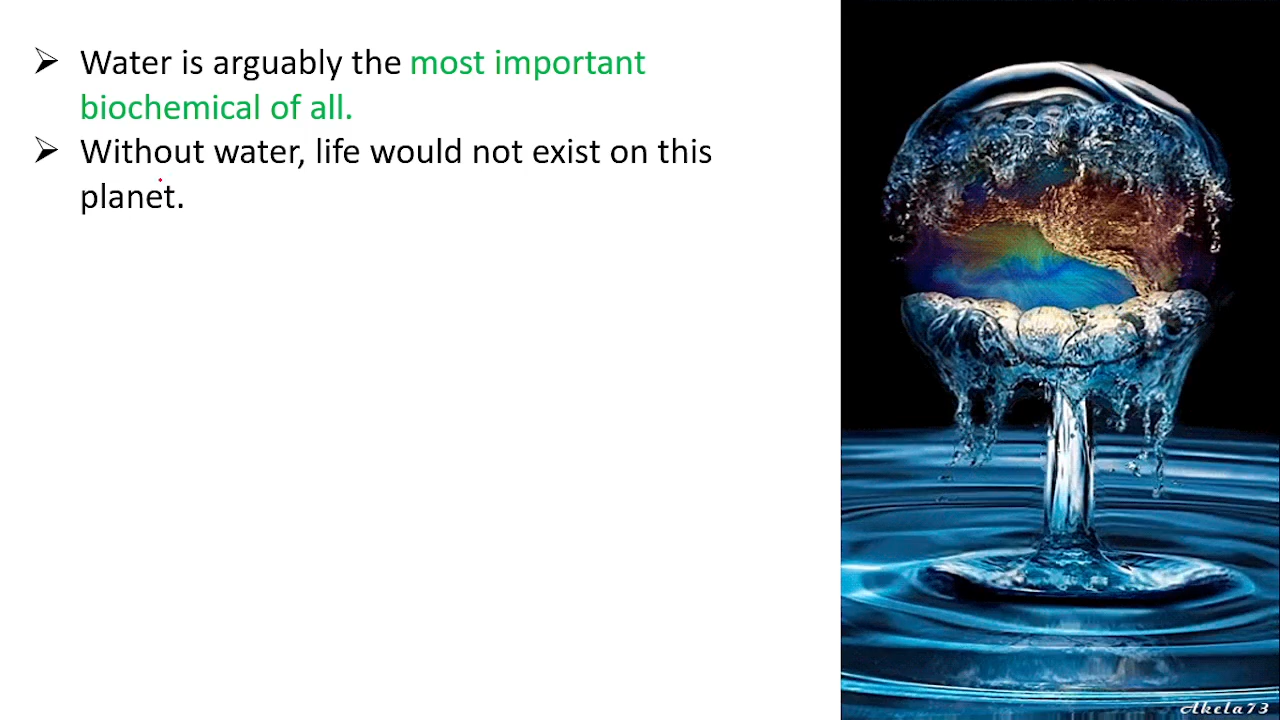 ➢ Water is arguably the most important
biochemical of all.
➢ Without water, life would not exist on this
planet.
Akela73